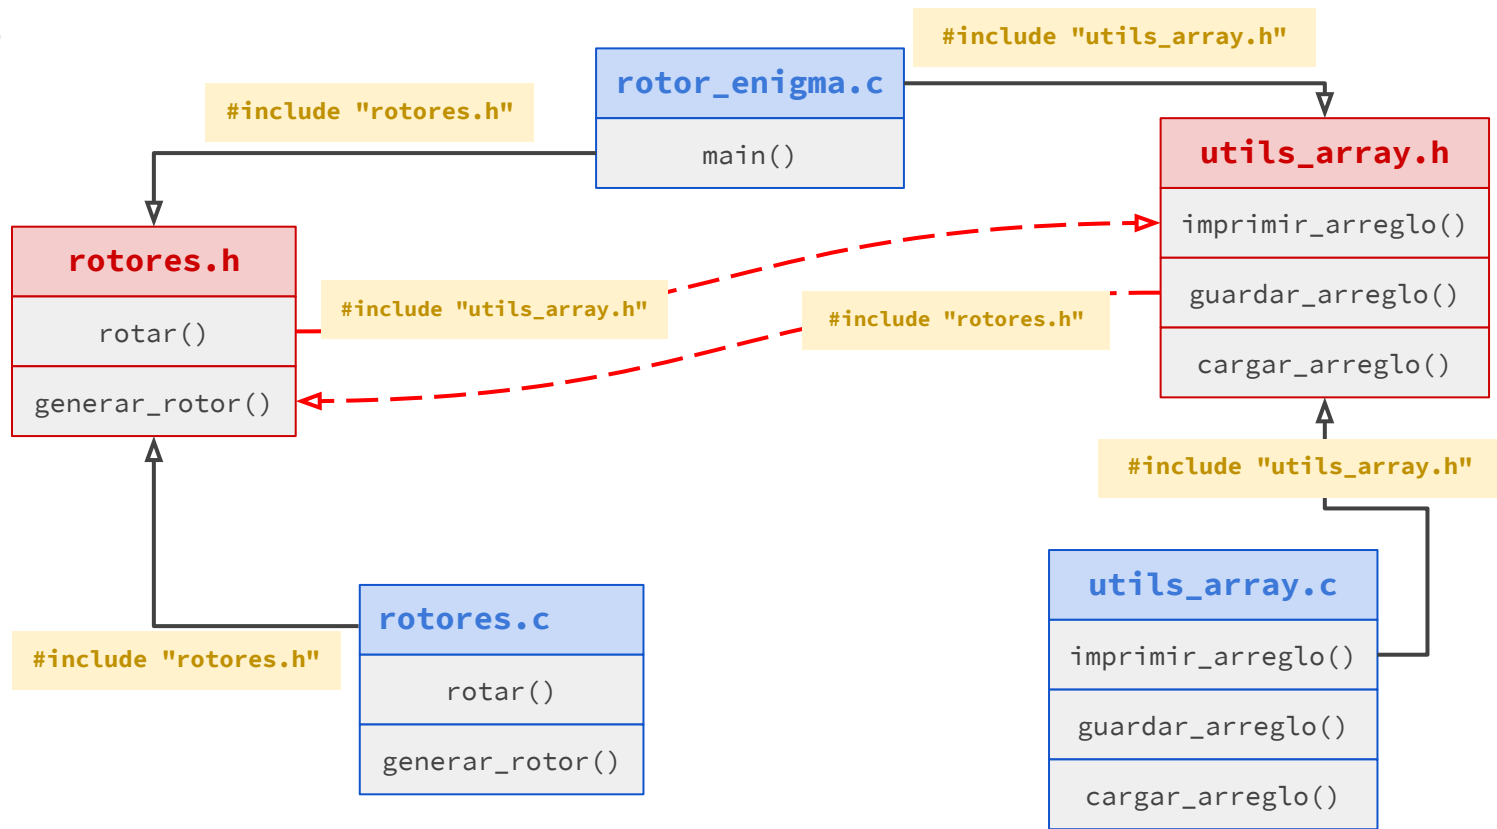 #include "utils_array.h"
rotor_enigma.c
main()
#include "rotores.h"
utils_array.h
imprimir_arreglo()
guardar_arreglo()
cargar_arreglo()
rotores.h
rotar()
generar_rotor()
#include "utils_array.h"
#include "rotores.h"
#include "utils_array.h"
rotores.c
rotar()
generar_rotor()
#include "rotores.h"
utils_array.c
imprimir_arreglo()
guardar_arreglo()
cargar_arreglo()